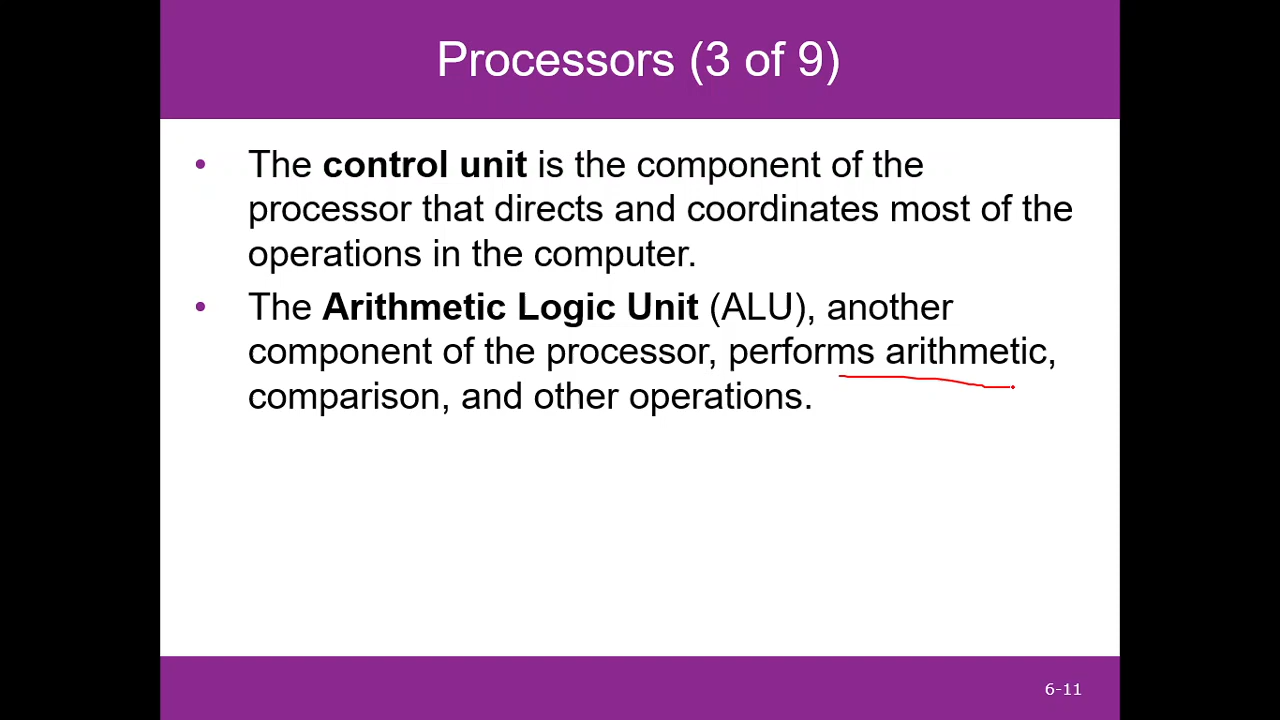 Processors (3 of 9)
• The control unit is the component of the
processor that directs and coordinates most of the
operations in the computer.
• The Arithmetic Logic Unit (ALU), another
component of the processor, performs arithmetic,
comparison, and other operations.
6-11